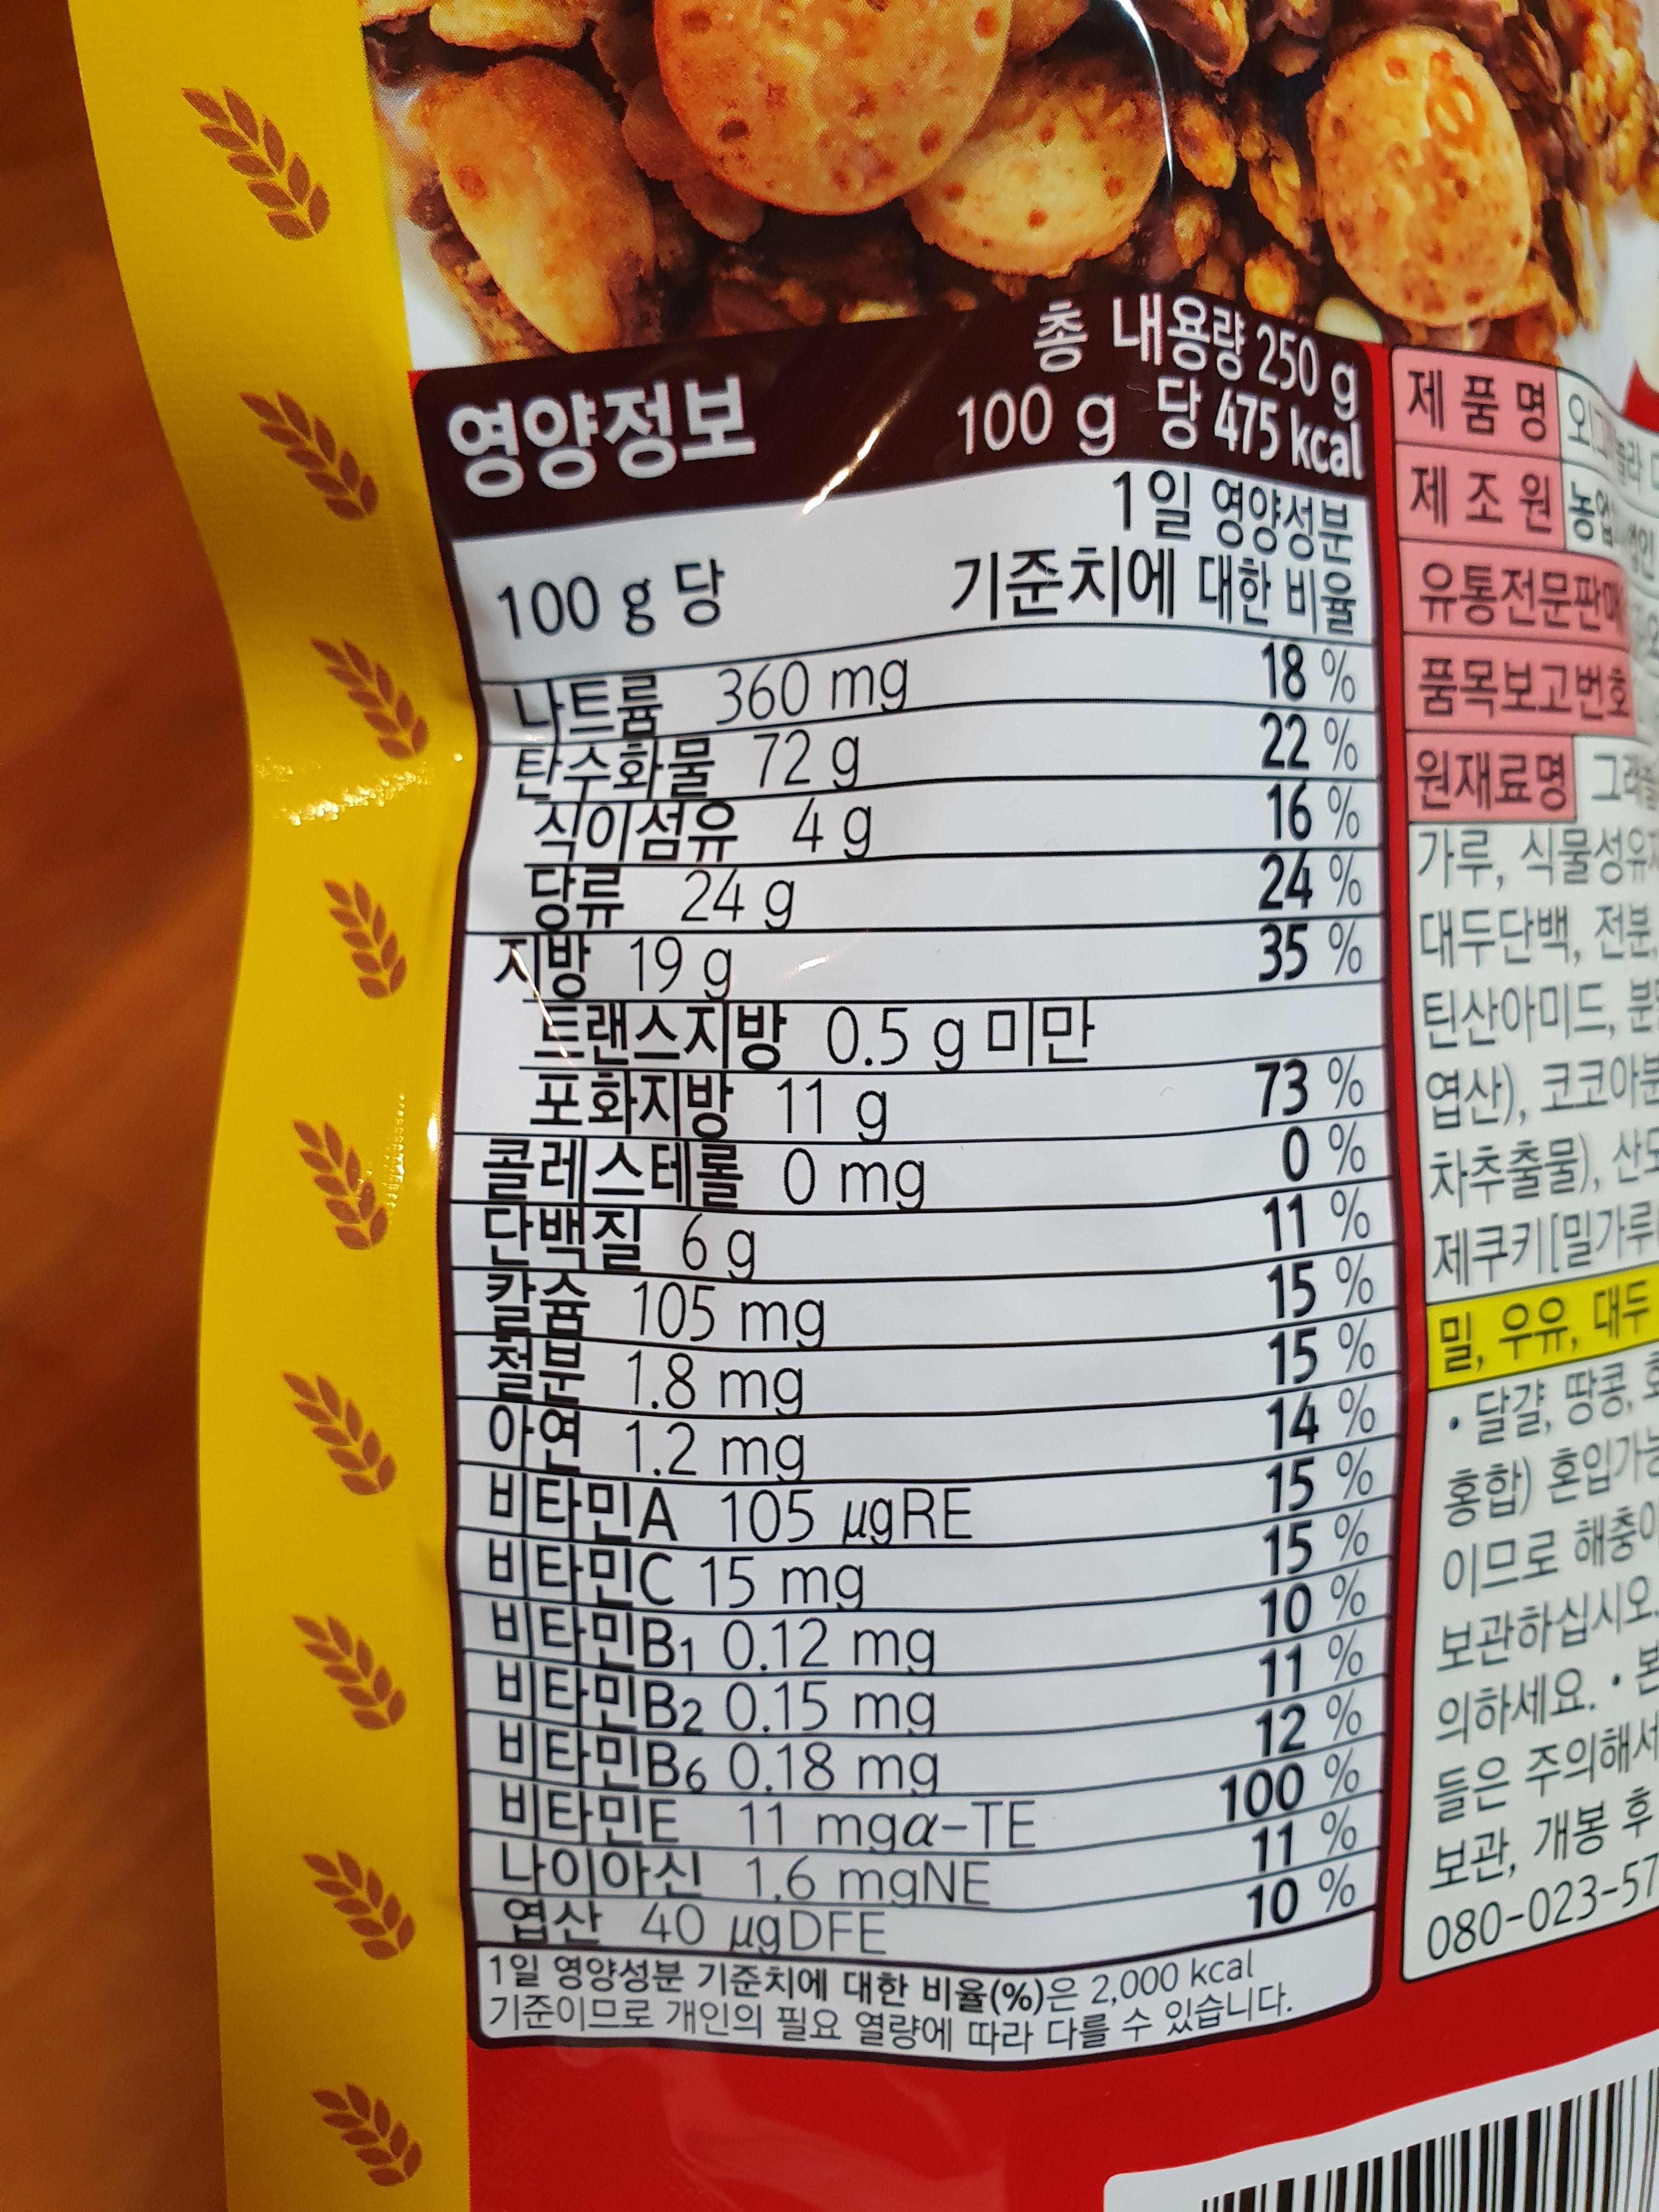 총 내용량 250 g
영양정보 100 g 당 475 kcal
1일 영양성분
100 g 당 기준치에 대한 비율
나트륨 360 mg 18 %
탄수화물 72 g 22 %
식이섬유 4 g 16 %
당류 24 g 24 %
지방 19 g 35 %
트랜스지방 0.5 g 미만
포화지방 11 g 73 %
콜레스테롤 0 mg 0 %
단백질 6 g 11 %
칼슘 105 mg 15 %
철분 1.8 mg 15 %
아연 1.2 mg 14 %
비타민A 105 µgRE 15 %
비타민C 15 mg 15 %
비타민B1 0.12 mg 10 %
비타민B2 0.15 mg 11 %
비타민B6 0.18 mg 12 %
비타민E 11 mgα-TE 100 %
나이아신 1.6 mgNE 11 %
엽산 40 µgDFE 10 %
1일 영양성분 기준치에 대한 비율(%)은 2,000 kcal
기준이므로 개인의 필요 열량에 따라 다를 수 있습니다.
제 품 명
제 조 원
유통전문판매
품목보고번호
원재료명
가루, 식물성유지
대두단백, 전분,
틴산아미드,
엽산), 코코아분
차추출물),
제쿠키[밀가루
밀, 우유, 대두
• 달걀, 땅콩,
홍합) 혼입가능
이므로 해충이
보관하십시오.
의하세요. • 본
들은 주의해서
보관, 개봉 후
080-023-57